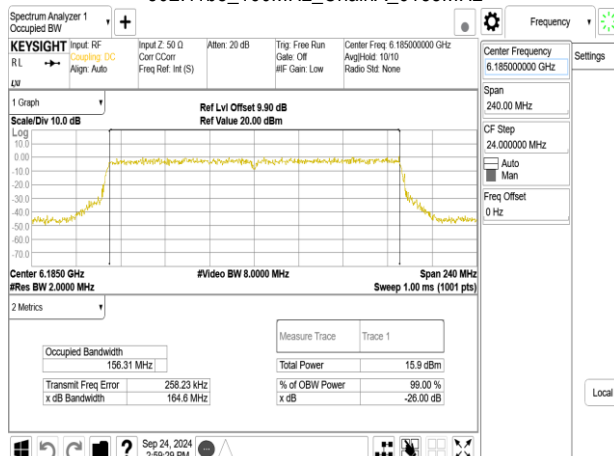 Spectrum Analyzer 1
Occupied BW
+
Frequency
KEYSIGHT
RL
LXI
Input: RF
Coupling: DC
Align: Auto
Input Z: 50 Ω
Corr CCorr
Freq Ref: Int (S)
Atten: 20 dB
Trig: Free Run
Gate: Off
#IF Gain: Low
Center Freq: 6.185000000 GHz
Avg|Hold: 10/10
Radio Std: None
Center Frequency
6.185000000 GHz
Settings
Span
240.00 MHz
CF Step
24.000000 MHz
Auto
Man
Freq Offset
0 Hz
Local
1 Graph
Scale/Div 10.0 dB
Ref Lvl Offset 9.90 dB
Ref Value 20.00 dBm
Log
10.0
0.00
-10.0
-20.0
-30.0
-40.0
-50.0
-60.0
-70.0
Center 6.1850 GHz
#Video BW 8.0000 MHz
Span 240 MHz
#Res BW 2.0000 MHz
Sweep 1.00 ms (1001 pts)
2 Metrics
Measure Trace Trace 1
Occupied Bandwidth
156.31 MHz
Total Power 15.9 dBm
Transmit Freq Error 258.23 kHz
% of OBW Power 99.00 %
x dB Bandwidth 164.6 MHz
x dB -26.00 dB
?
Sep 24, 2024